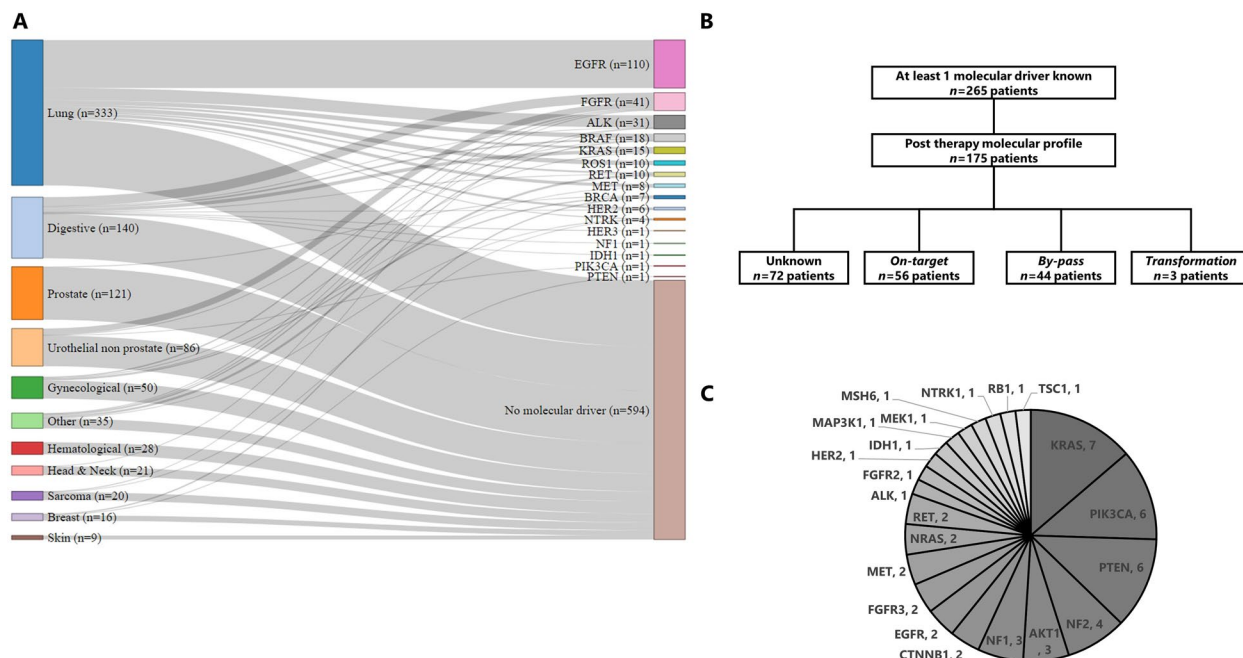 A
Lung (n=333)
Digestive (n=140)
Prostate (n=121)
Urothelial non prostate (n=86)
Gynecological (n=50)
Other (n=35)
Hematological (n=28)
Head & Neck (n=21)
Sarcoma (n=20)
Breast (n=16)
Skin (n=9)
EGFR (n=110)
FGFR (n=41)
ALK (n=31)
BRAF (n=18)
KRAS (n=15)
ROS1 (n=10)
RET (n=10)
MET (n=8)
BRCA (n=7)
HER2 (n=6)
NTRK (n=4)
HER3 (n=1)
NF1 (n=1)
IDH1 (n=1)
PIK3CA (n=1)
PTEN (n=1)
No molecular driver (n=594)
B
At least 1 molecular driver known
n=265 patients
Post therapy molecular profile
n=175 patients
Unknown
n=72 patients
On-target
n=56 patients
By-pass
n=44 patients
Transformation
n=3 patients
C
KRAS, 7
PIK3CA, 6
PTEN, 6
NF2, 4
AKT1
, 3
NF1, 3
CTNNB1, 2
EGFR, 2
FGFR3, 2
MET, 2
NRAS, 2
RET, 2
ALK, 1
FGFR2, 1
HER2, 1
IDH1, 1
MAP3K1, 1
MEK1, 1
MSH6, 1
NTRK1, 1
RB1, 1
TSC1, 1